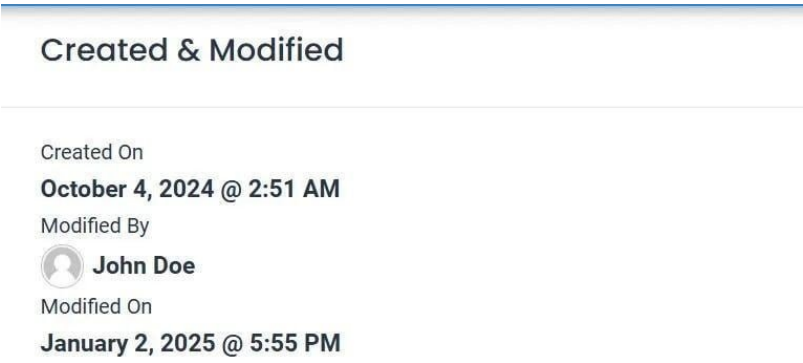 Created & Modified
Created On
October 4, 2024 @ 2:51 AM
Modified By
John Doe
Modified On
January 2, 2025 @ 5:55 PM